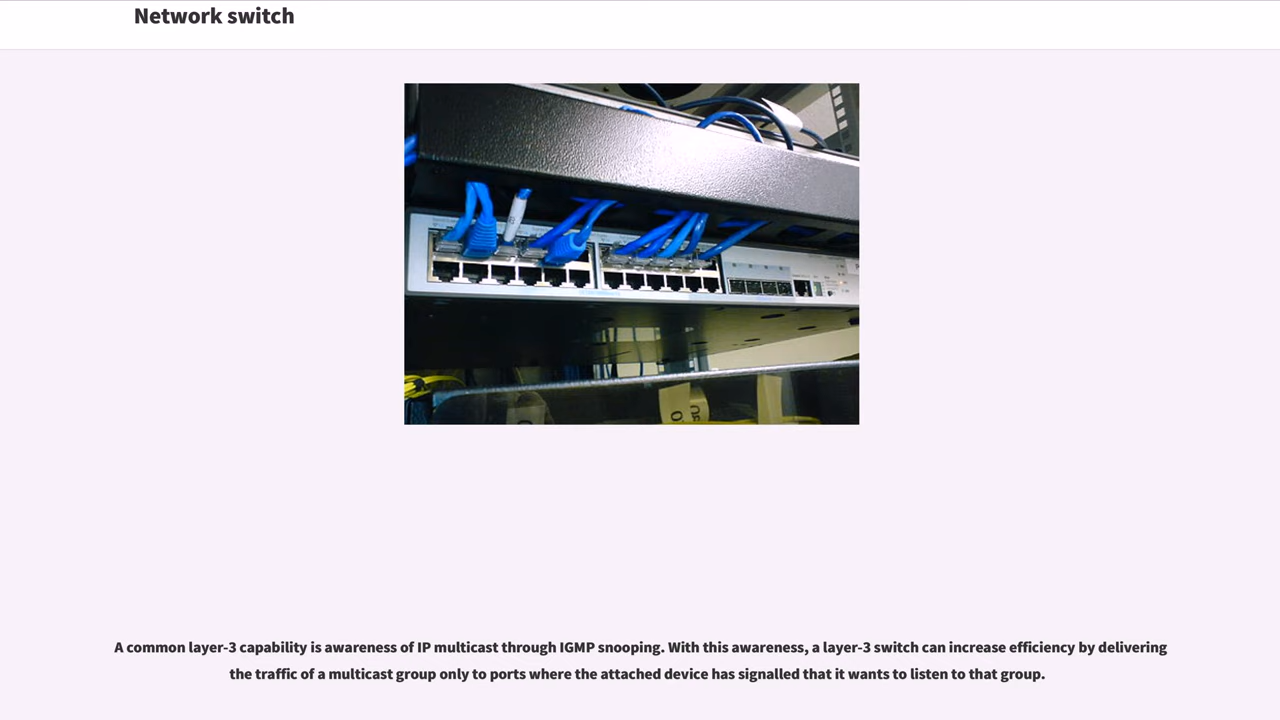 Network switch
A common layer-3 capability is awareness of IP multicast through IGMP snooping. With this awareness, a layer-3 switch can increase efficiency by delivering
the traffic of a multicast group only to ports where the attached device has signalled that it wants to listen to that group.